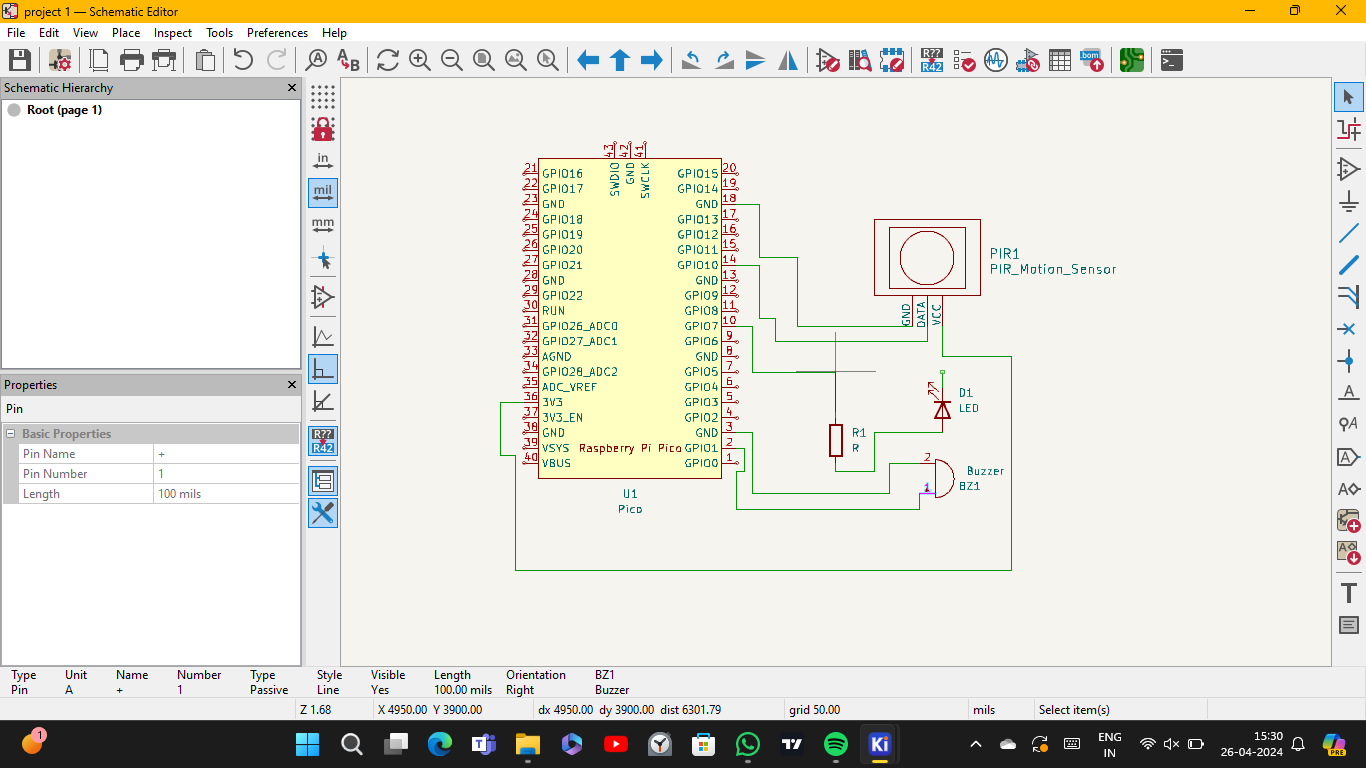 project 1 — Schematic Editor
File Edit View Place Inspect Tools Preferences Help
Schematic Hierarchy
Root (page 1)
Properties
Pin
Basic Properties
Pin Name +
Pin Number 1
Length 100 mils
in
mil
mm
R??
R42
R??
R42
bom
SWDIO 43
GND 42
SWCLK 41
21 GPIO16 GPIO15 20
22 GPIO17 GPIO14 19
23 GND GND 18
24 GPIO18 GPIO13 17
25 GPIO19 GPIO12 16
26 GPIO20 GPIO11 15
27 GPIO21 GPIO10 14
28 GND GND 13
29 GPIO22 GPIO9 12
30 RUN GPIO8 11
31 GPIO26_ADC0 GPIO7 10
32 GPIO27_ADC1 GPIO6 9
33 AGND GND 8
34 GPIO28_ADC2 GPIO5 7
35 ADC_VREF GPIO4 6
36 3V3 GPIO3 5
37 3V3_EN GPIO2 4
38 GND GND 3
39 VSYS Raspberry Pi Pico GPIO1 2
40 VBUS GPIO0 1
U1
Pico
PIR1
PIR_Motion_Sensor
GND
DATA
VCC
D1
LED
R1
R
2
1
Buzzer
BZ1
Type Unit Name Number Type Style Visible Length Orientation BZ1
Pin A + 1 Passive Line Yes 100.00 mils Right Buzzer
Z 1.68 X 4950.00 Y 3900.00 dx 4950.00 dy 3900.00 dist 6301.79 grid 50.00 mils Select item(s)
1
Ki
ENG
IN
15:30
26-04-2024
PRE